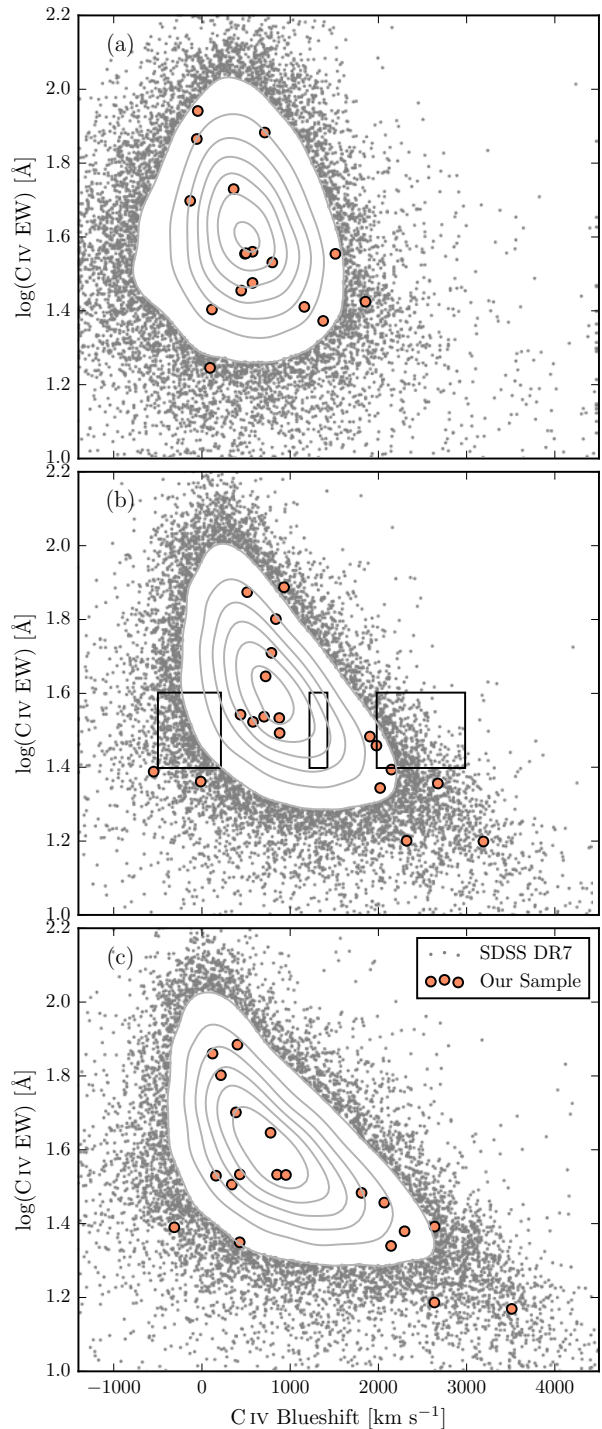 (a)
2.2
2.0
1.8
1.6
1.4
1.2
1.0
log(C IV EW) [Å]
(b)
2.2
2.0
1.8
1.6
1.4
1.2
1.0
log(C IV EW) [Å]
(c)
SDSS DR7
Our Sample
2.2
2.0
1.8
1.6
1.4
1.2
1.0
log(C IV EW) [Å]
−1000 0 1000 2000 3000 4000
C IV Blueshift [km s⁻¹]